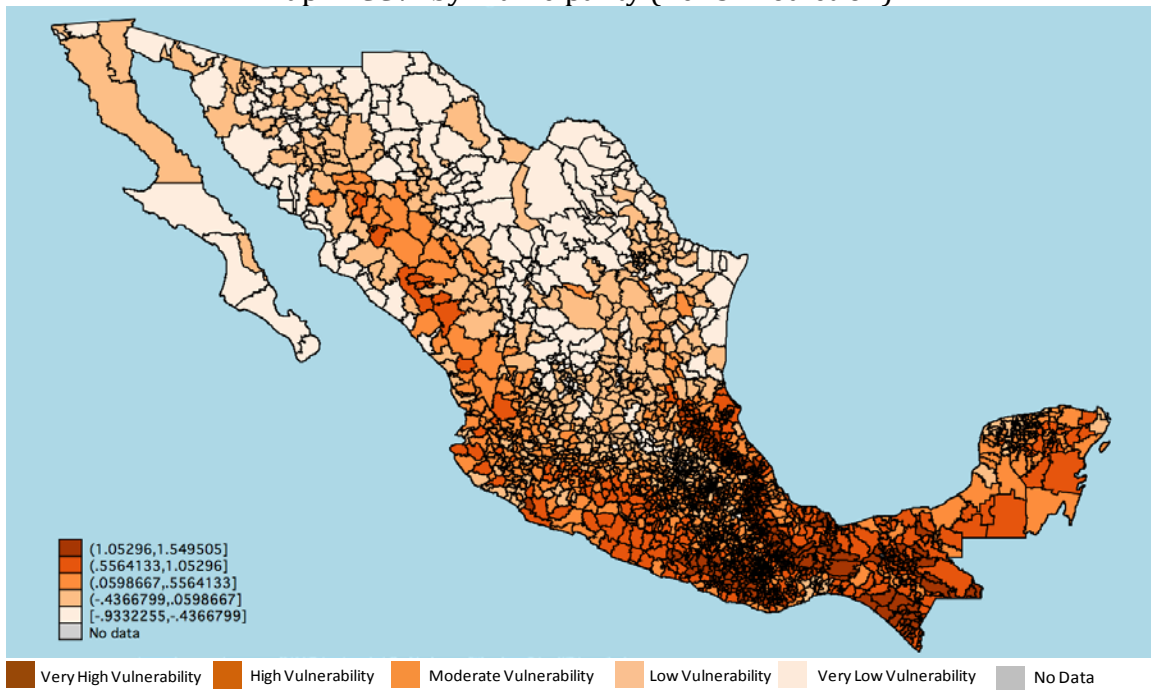 (1.05296,1.549505]
(.5564133,1.05296]
(.0598667,.5564133]
(-.4366799,.0598667]
[-.9332255,-.4366799]
No data
Very High Vulnerability High Vulnerability Moderate Vulnerability Low Vulnerability Very Low Vulnerability No Data